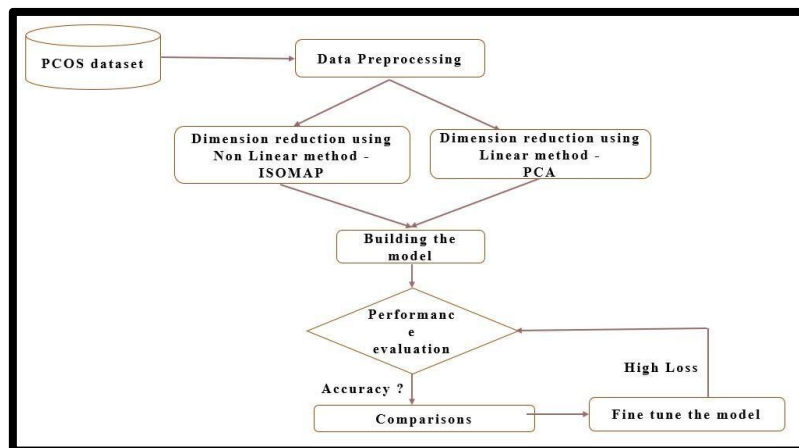 PCOS dataset
Data Preprocessing
Dimension reduction using
Non Linear method -
ISOMAP
Dimension reduction using
Linear method -
PCA
Building the
model
Performanc
e
evaluation
High Loss
Accuracy ?
Comparisons
Fine tune the model